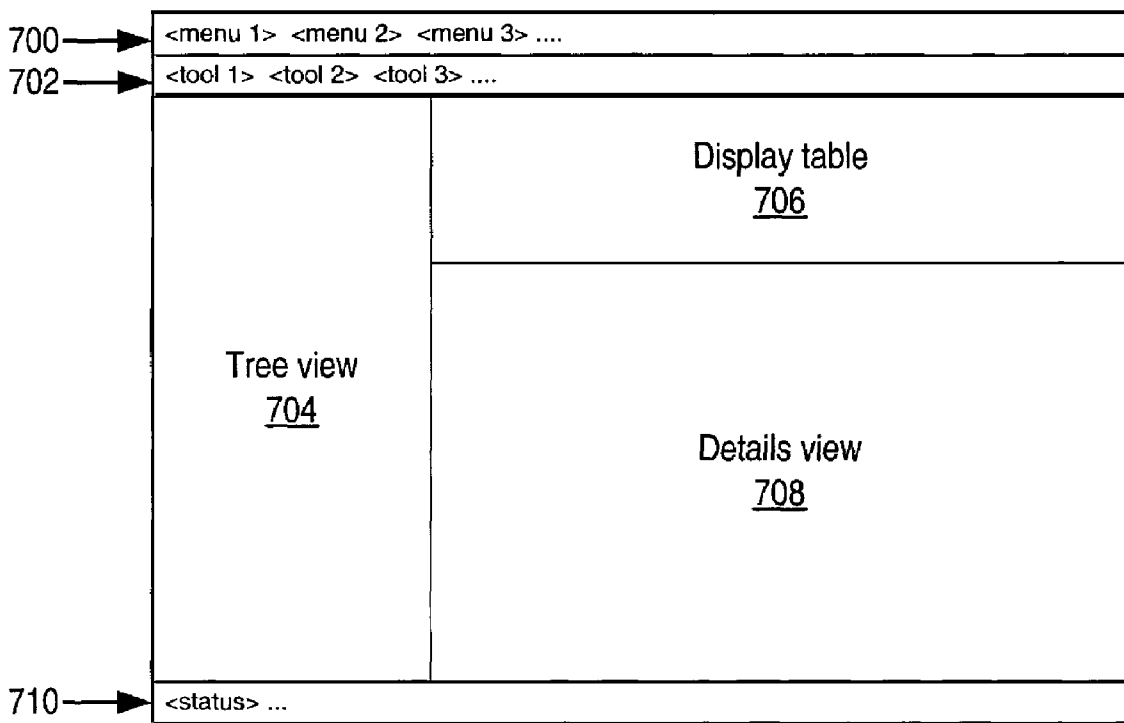 700 <menu 1> <menu 2> <menu 3> ....
702 <tool 1> <tool 2> <tool 3> ....
Display table
706
Tree view
704
Details view
708
710 <status> ...